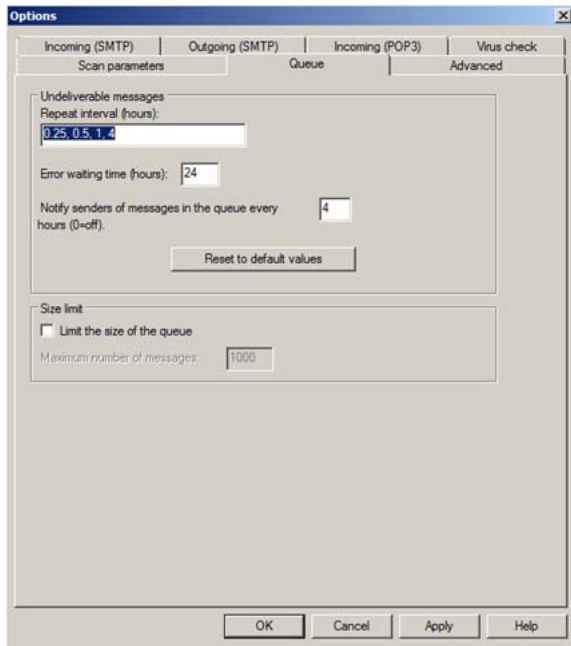 Options
Incoming (SMTP) Outgoing (SMTP) Incoming (POP3) Virus check
Scan parameters Queue Advanced
Undeliverable messages
Repeat interval (hours):
0.25, 0.5, 1, 4
Error waiting time (hours): 24
Notify senders of messages in the queue every 4
hours (0=off).
Reset to default values
Size limit
Limit the size of the queue
Maximum number of messages: 1000
OK Cancel Apply Help